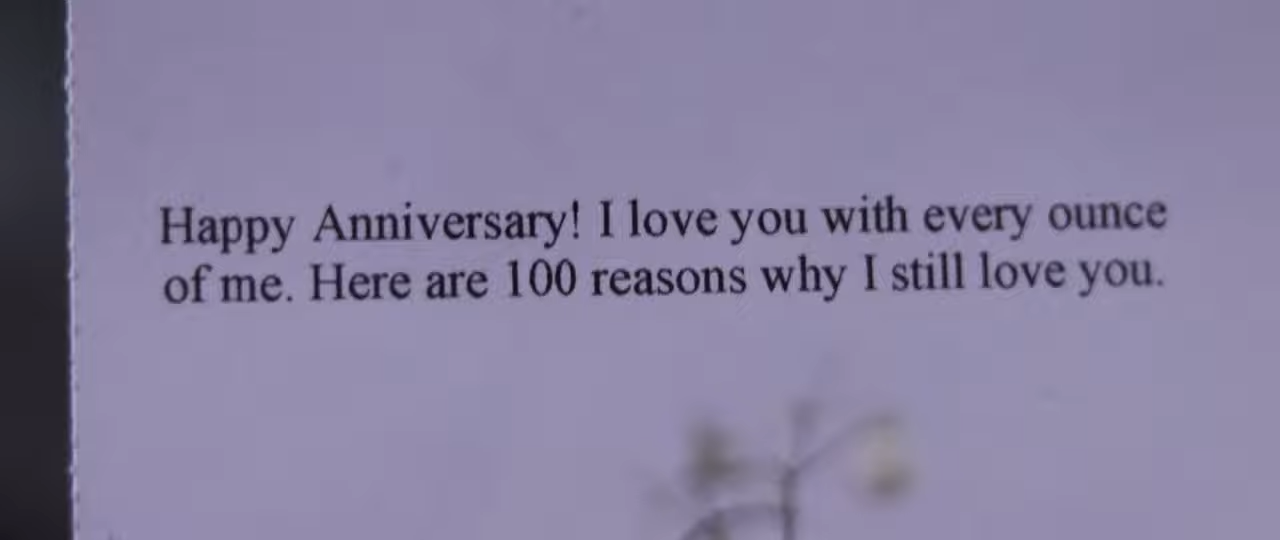 Happy Anniversary! I love you with every ounce
of me. Here are 100 reasons why I still love you.